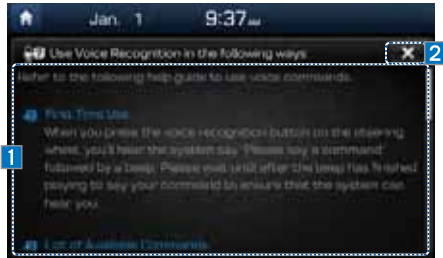 Jan. 1 9:37 AM
Use Voice Recognition in the following ways
2
Refer to the following help guide to use voice commands.
First Time Use
When you press the voice recognition button on the steering
1
wheel, you'll hear the system say "Please say a command"
followed by a beep. Please wait until after the beep has finished
playing to say your command to ensure that the system can
hear you.
List of Available Commands